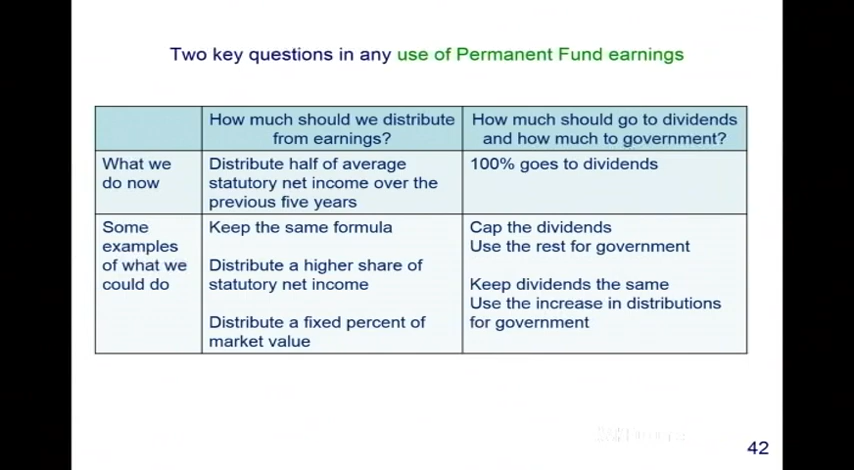 Two key questions in any use of Permanent Fund earnings
How much should we distribute
from earnings?
How much should go to dividends
and how much to government?
What we
do now
Distribute half of average
statutory net income over the
previous five years
100% goes to dividends
Some
examples
of what we
could do
Keep the same formula
Distribute a higher share of
statutory net income
Distribute a fixed percent of
market value
Cap the dividends
Use the rest for government
Keep dividends the same
Use the increase in distributions
for government
42